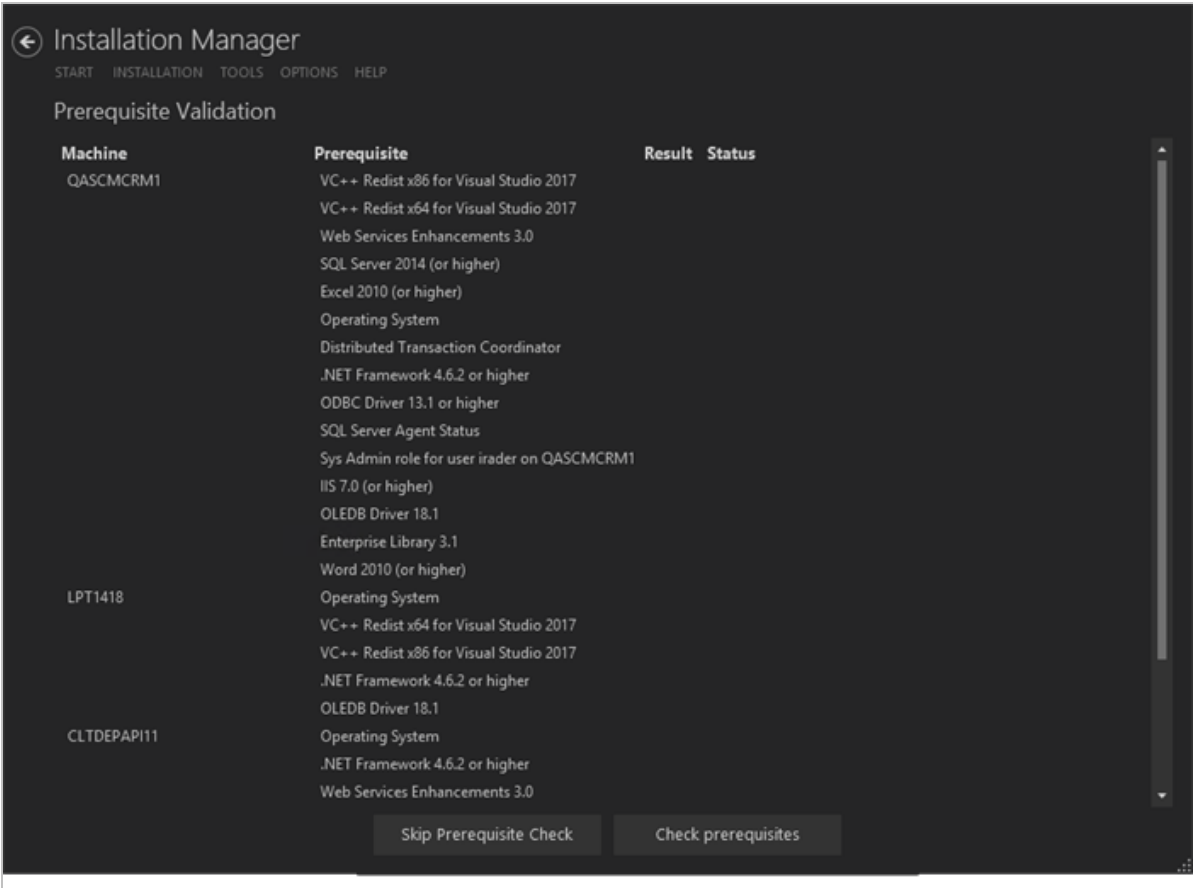 Installation Manager
START INSTALLATION TOOLS OPTIONS HELP
Prerequisite Validation
Machine Prerequisite Result Status
QASCMCRM1 VC++ Redist x86 for Visual Studio 2017
VC++ Redist x64 for Visual Studio 2017
Web Services Enhancements 3.0
SQL Server 2014 (or higher)
Excel 2010 (or higher)
Operating System
Distributed Transaction Coordinator
.NET Framework 4.6.2 or higher
ODBC Driver 13.1 or higher
SQL Server Agent Status
Sys Admin role for user irader on QASCMCRM1
IIS 7.0 (or higher)
OLEDB Driver 18.1
Enterprise Library 3.1
Word 2010 (or higher)
LPT1418 Operating System
VC++ Redist x64 for Visual Studio 2017
VC++ Redist x86 for Visual Studio 2017
.NET Framework 4.6.2 or higher
OLEDB Driver 18.1
CLTDEPAPI11 Operating System
.NET Framework 4.6.2 or higher
Web Services Enhancements 3.0
Skip Prerequisite Check Check prerequisites